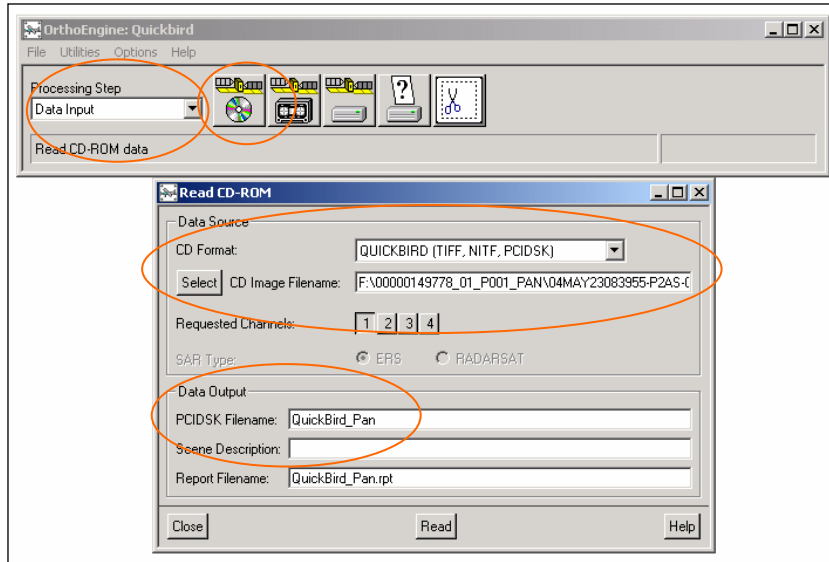 OrthoEngine: Quickbird
File Utilities Options Help
Processing Step
Data Input
?
Read CD-ROM data
Read CD-ROM
Data Source
CD Format: QUICKBIRD (TIFF, NITF, PCIDSK)
Select CD Image Filename: F:\00000149778_01_P001_PAN\04MAY23083955-P2AS-0
Requested Channels: 1 2 3 4
SAR Type: ERS RADARSAT
Data Output
PCIDSK Filename: QuickBird_Pan
Scene Description:
Report Filename: QuickBird_Pan.rpt
Close Read Help